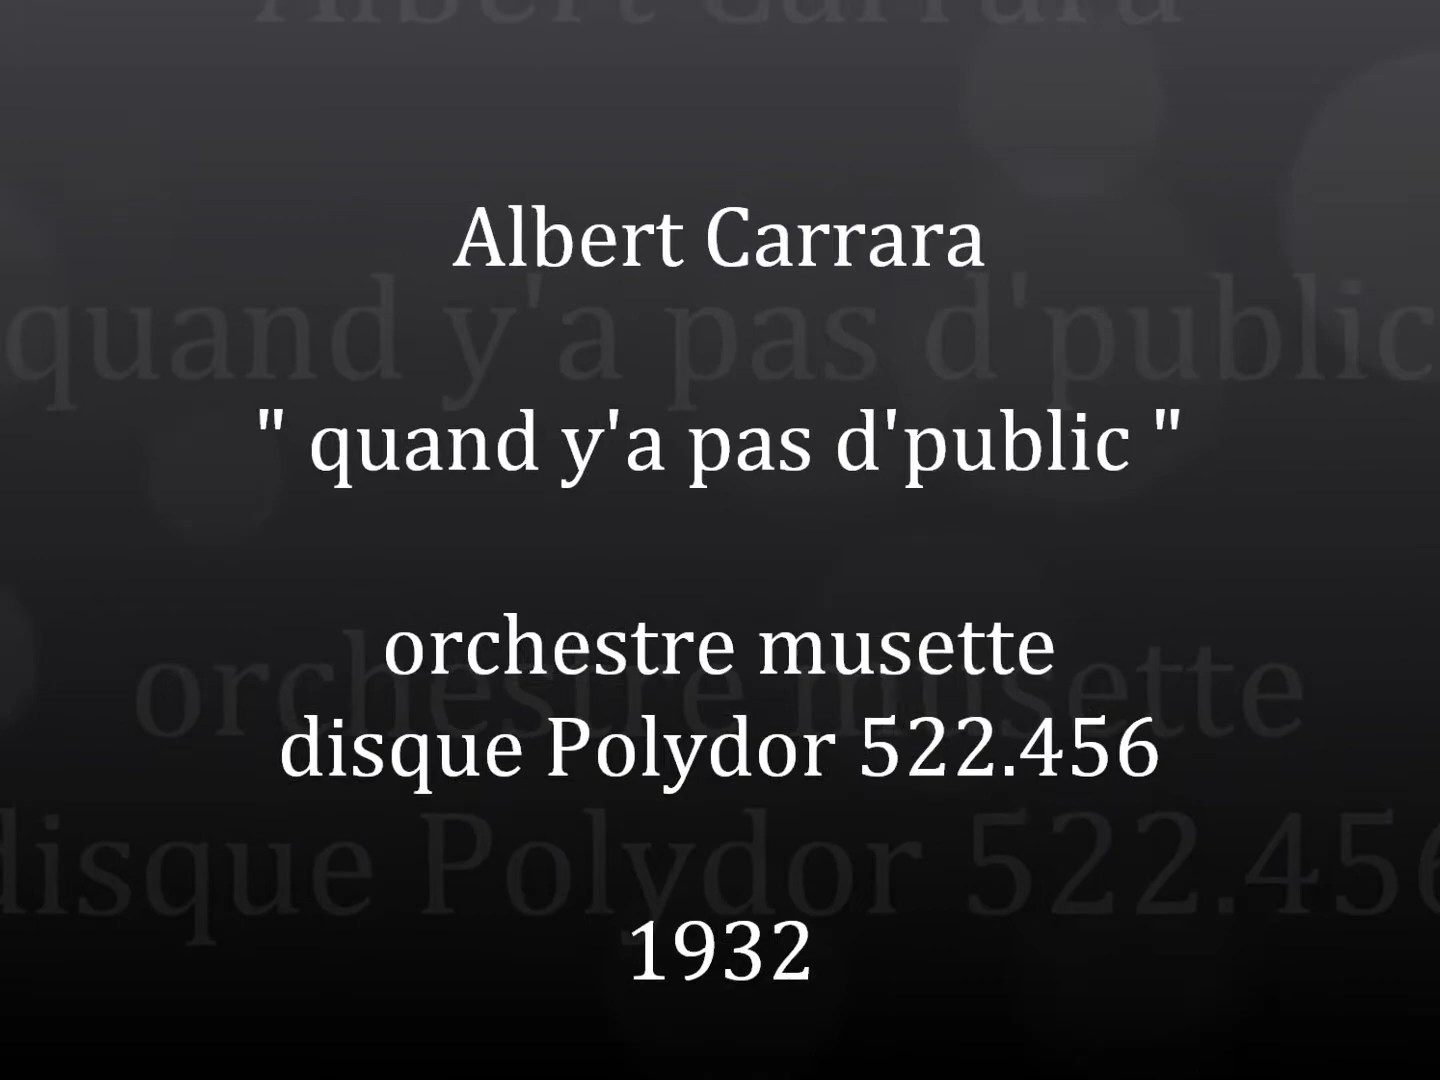 Albert Carrara
" quand y'a pas d'public "
orchestre musette
disque Polydor 522.456
1932